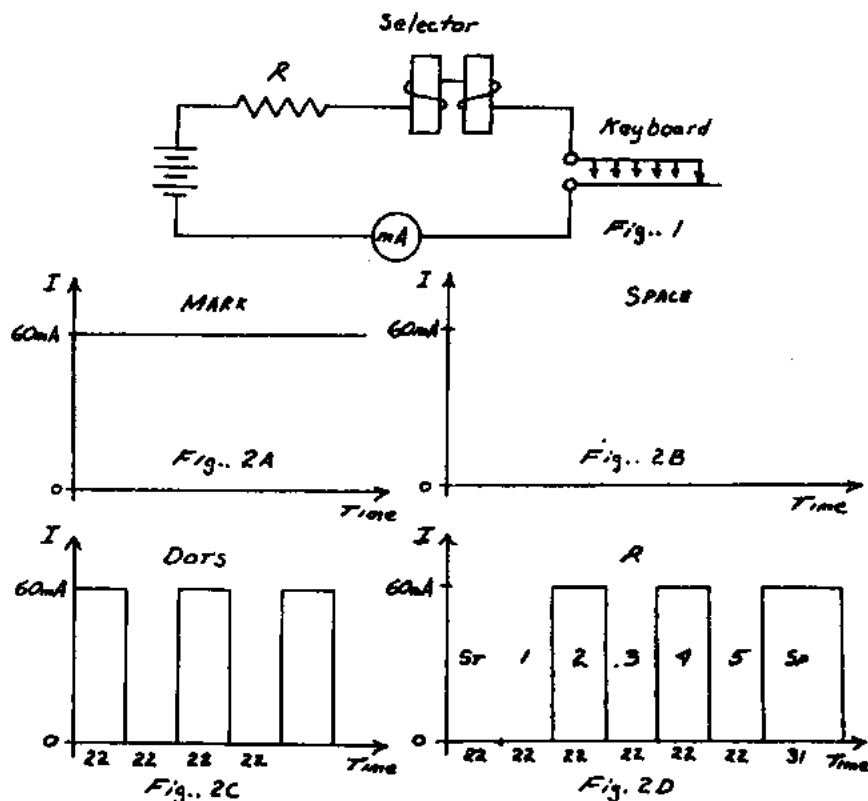 Selector
R
Keyboard
mA
Fig.. 1
I
MARK
60mA
Fig.. 2A
0
Time
I
SPACE
60mA
Fig.. 2B
0
Time
I
DOTS
60mA
0
22 22 22 22
Time
Fig.. 2C
I
R
60mA
ST 1 2 .3 4 5 SP
0
22 22 22 22 22 22 31
Time
Fig. 2D